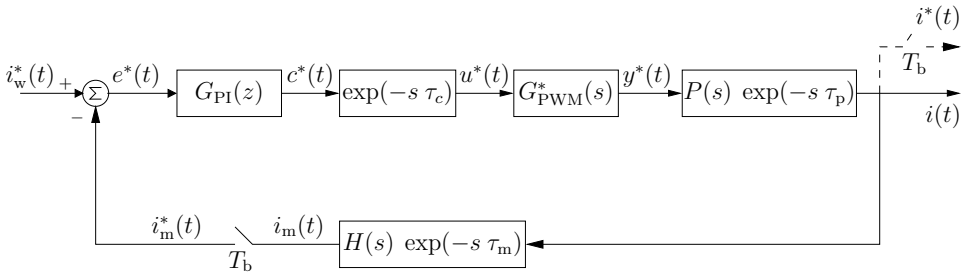 i*(t)
T_b
i*_w(t) + e*(t) G_PI(z) c*(t) exp(−s τ_c) u*(t) G*_PWM(s) y*(t) P(s) exp(−s τ_p)
Σ
−
i(t)
i*_m(t) T_b i_m(t) H(s) exp(−s τ_m)